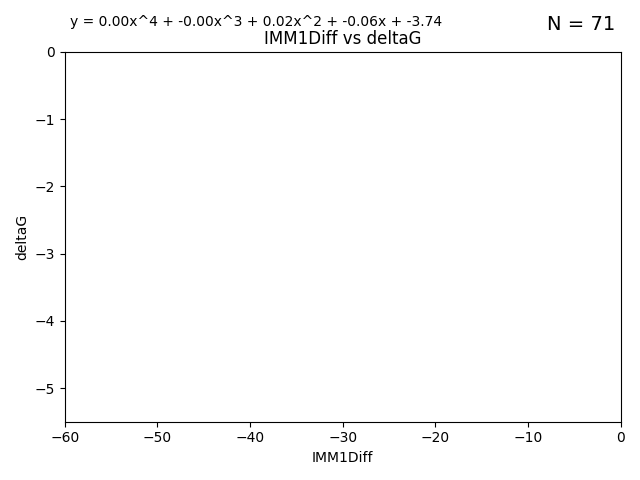 y = 0.00x^4 + -0.00x^3 + 0.02x^2 + -0.06x + -3.74
N = 71
IMM1Diff vs deltaG
0
−1
−2
−3
−4
−5
deltaG
−60 −50 −40 −30 −20 −10 0
IMM1Diff